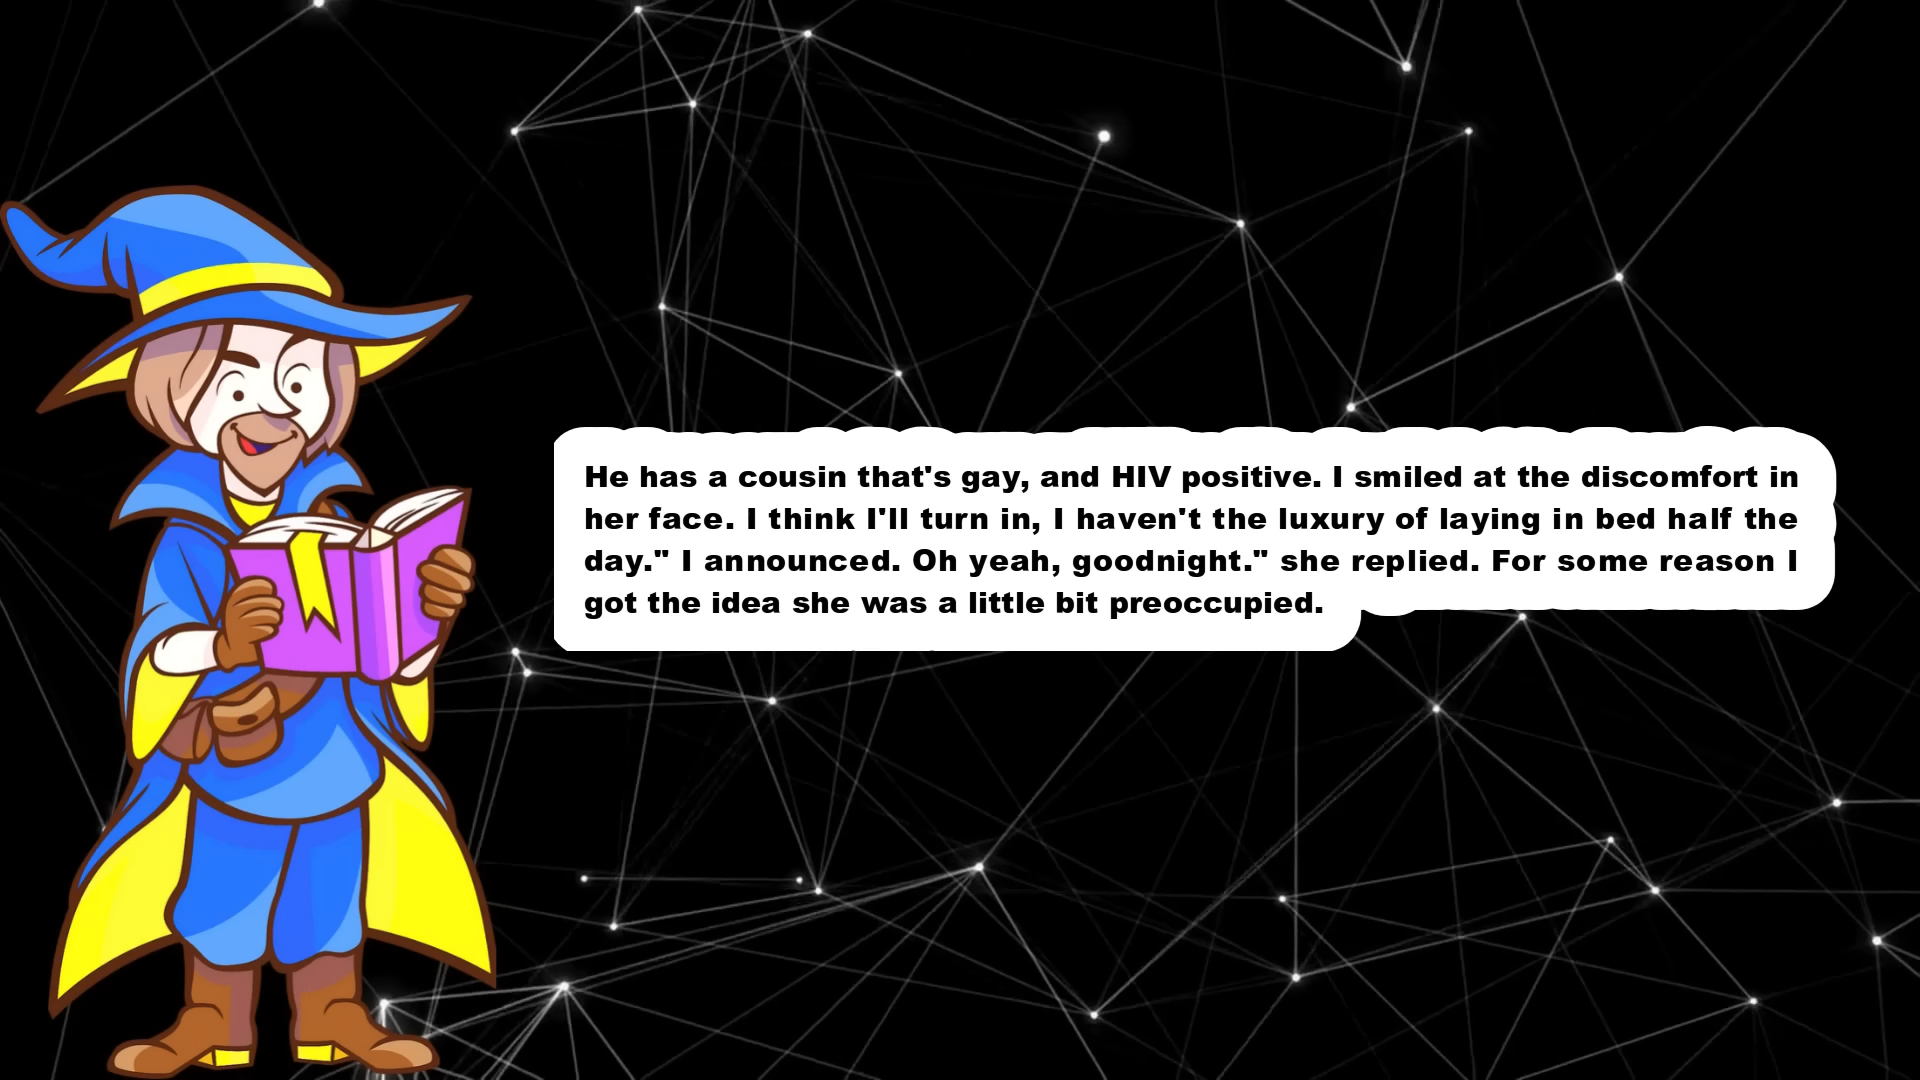 He has a cousin that's gay, and HIV positive. I smiled at the discomfort in
her face. I think I'll turn in, I haven't the luxury of laying in bed half the
day." I announced. Oh yeah, goodnight." she replied. For some reason I
got the idea she was a little bit preoccupied.